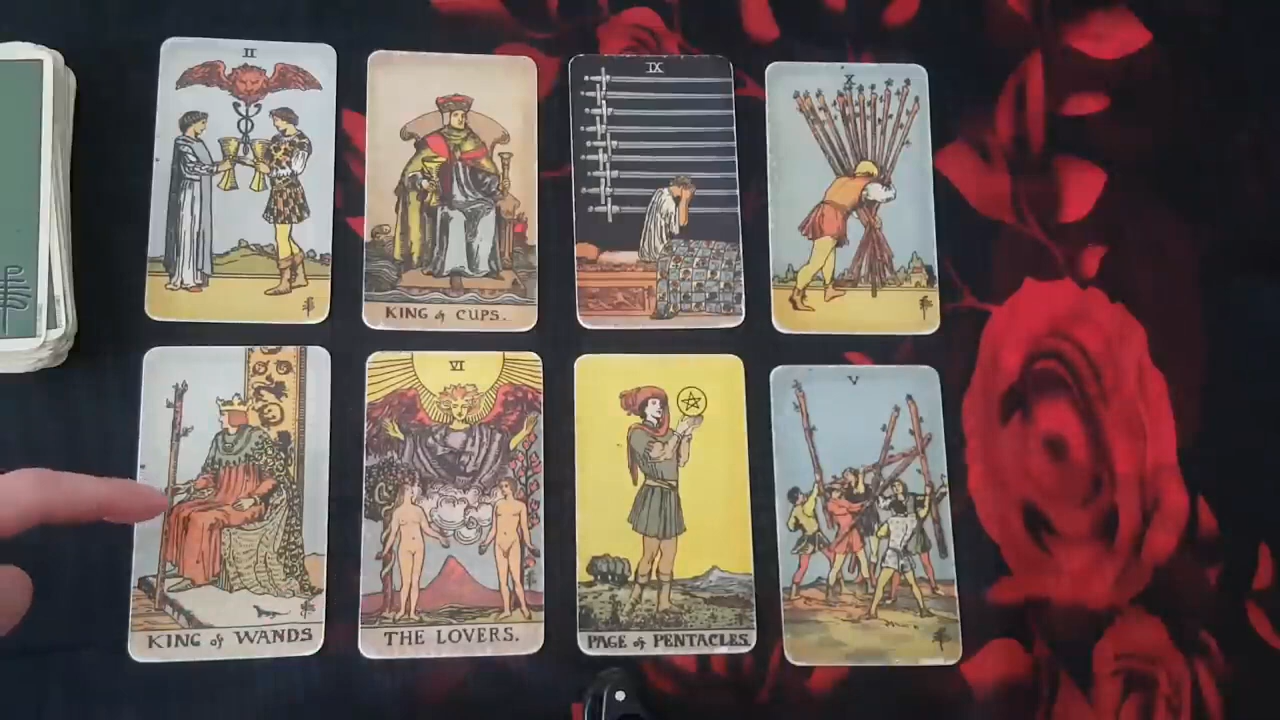 II
KING of CUPS.
IX
X
KING of WANDS
VI
THE LOVERS.
PAGE of PENTACLES.
V